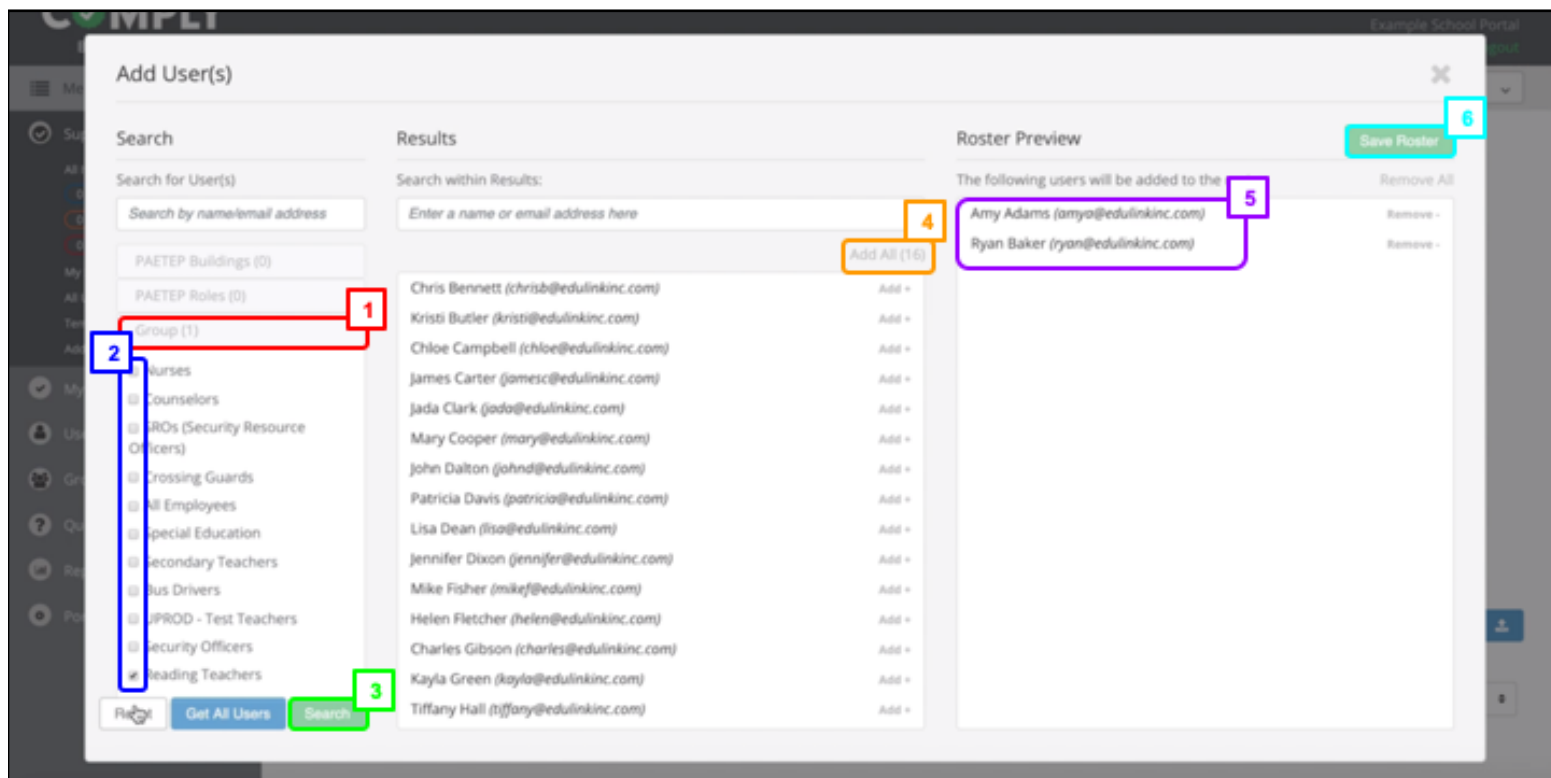 COMPLY
Example School Portal
Add User(s)
Search
Results
Roster Preview
Save Roster
6
Search for User(s)
Search within Results:
The following users will be added to the
Remove All
Search by name/email address
Enter a name or email address here
4
5
Amy Adams (amya@edulinkinc.com)
Remove -
Ryan Baker (ryan@edulinkinc.com)
Remove -
PAETEP Buildings (0)
Add All (16)
PAETEP Roles (0)
1
Group (1)
2
Nurses
Counselors
SROs (Security Resource
Officers)
Crossing Guards
All Employees
Special Education
Secondary Teachers
Bus Drivers
UPROD - Test Teachers
Security Officers
Reading Teachers
3
Get All Users
Search
Chris Bennett (chrisb@edulinkinc.com)
Add +
Kristi Butler (kristi@edulinkinc.com)
Add +
Chloe Campbell (chloe@edulinkinc.com)
Add +
James Carter (jamesc@edulinkinc.com)
Add +
Jada Clark (jada@edulinkinc.com)
Add +
Mary Cooper (mary@edulinkinc.com)
Add +
John Dalton (johnd@edulinkinc.com)
Add +
Patricia Davis (patricia@edulinkinc.com)
Add +
Lisa Dean (lisa@edulinkinc.com)
Add +
Jennifer Dixon (jennifer@edulinkinc.com)
Add +
Mike Fisher (mikef@edulinkinc.com)
Add +
Helen Fletcher (helen@edulinkinc.com)
Add +
Charles Gibson (charles@edulinkinc.com)
Add +
Kayla Green (kayla@edulinkinc.com)
Add +
Tiffany Hall (tiffany@edulinkinc.com)
Add +